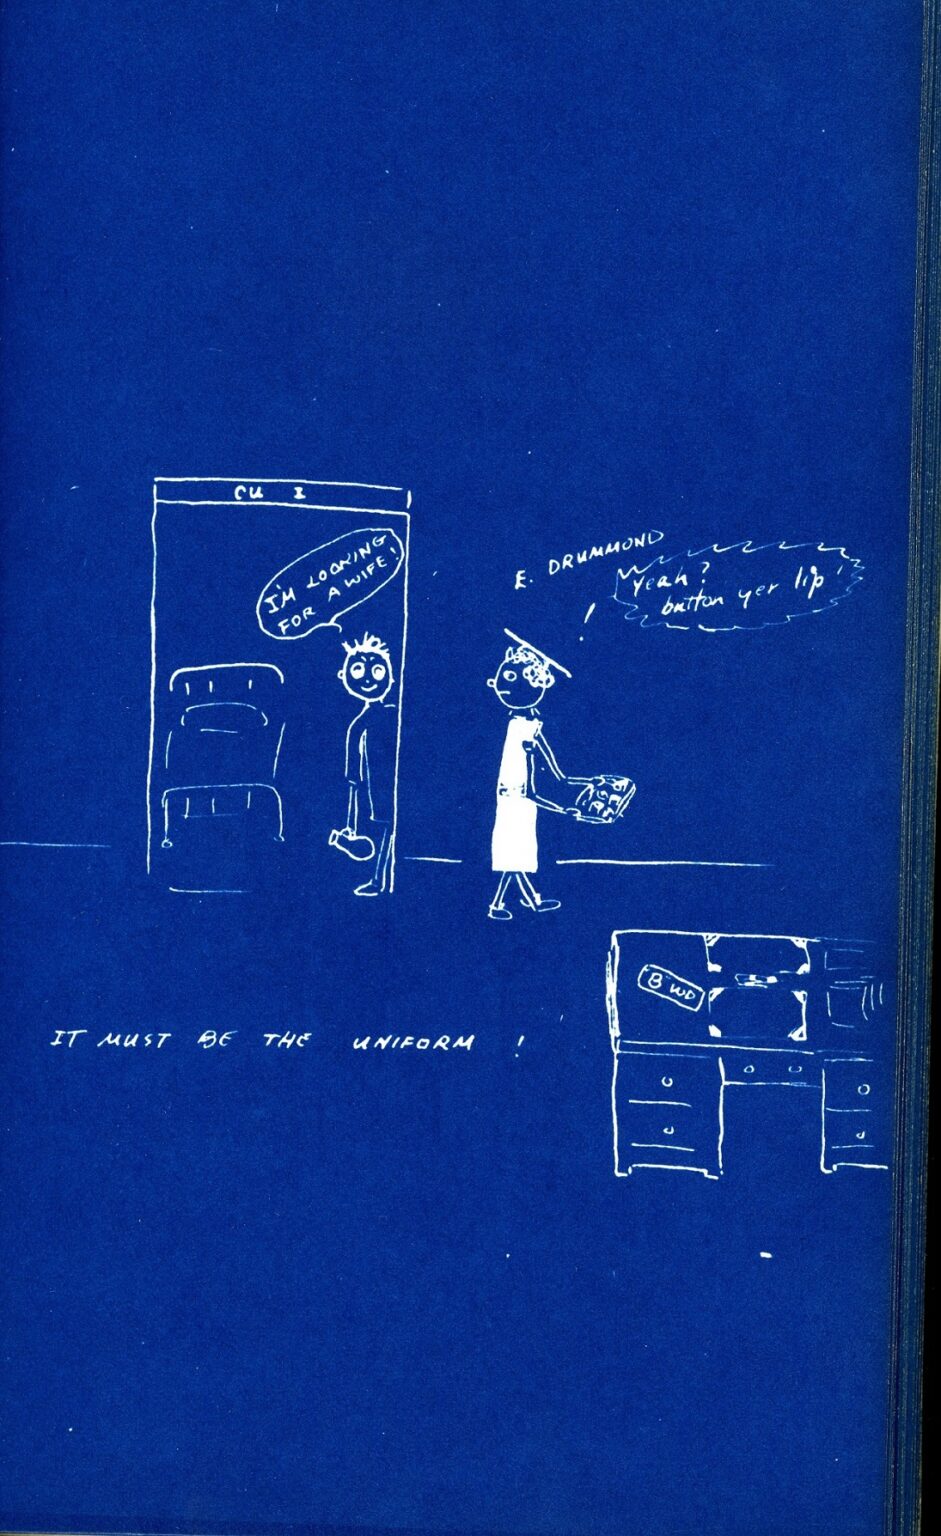 CU I
I'M LOOKING
FOR A WIFE!
E. DRUMMOND
!
Yeah?
button yer lip!
B WD
IT MUST BE THE UNIFORM !